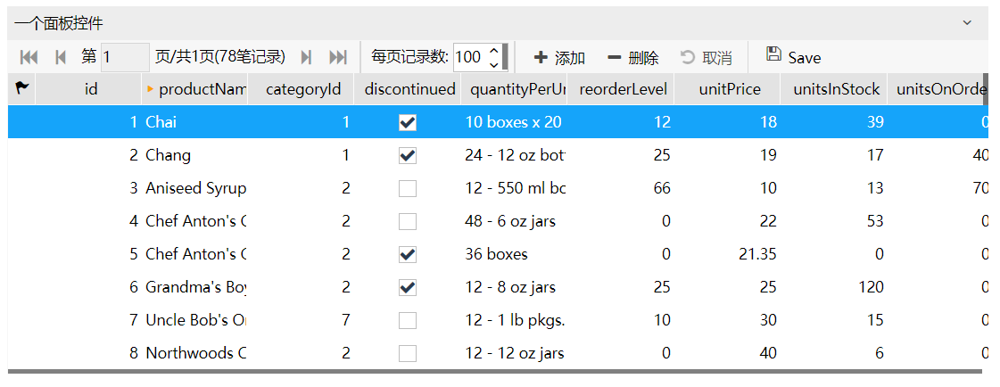 一个面板控件
第 1 页/共1页(78笔记录) 每页记录数: 100 添加 删除 取消 Save
id productNam categoryId discontinued quantityPerUn reorderLevel unitPrice unitsInStock unitsOnOrde
1 Chai 1 10 boxes x 20 12 18 39 0
2 Chang 1 24 - 12 oz bott 25 19 17 40
3 Aniseed Syrup 2 12 - 550 ml bo 66 10 13 70
4 Chef Anton's C 2 48 - 6 oz jars 0 22 53 0
5 Chef Anton's G 2 36 boxes 0 21.35 0 0
6 Grandma's Boy 2 12 - 8 oz jars 25 25 120 0
7 Uncle Bob's Or 7 12 - 1 lb pkgs. 10 30 15 0
8 Northwoods C 2 12 - 12 oz jars 0 40 6 0